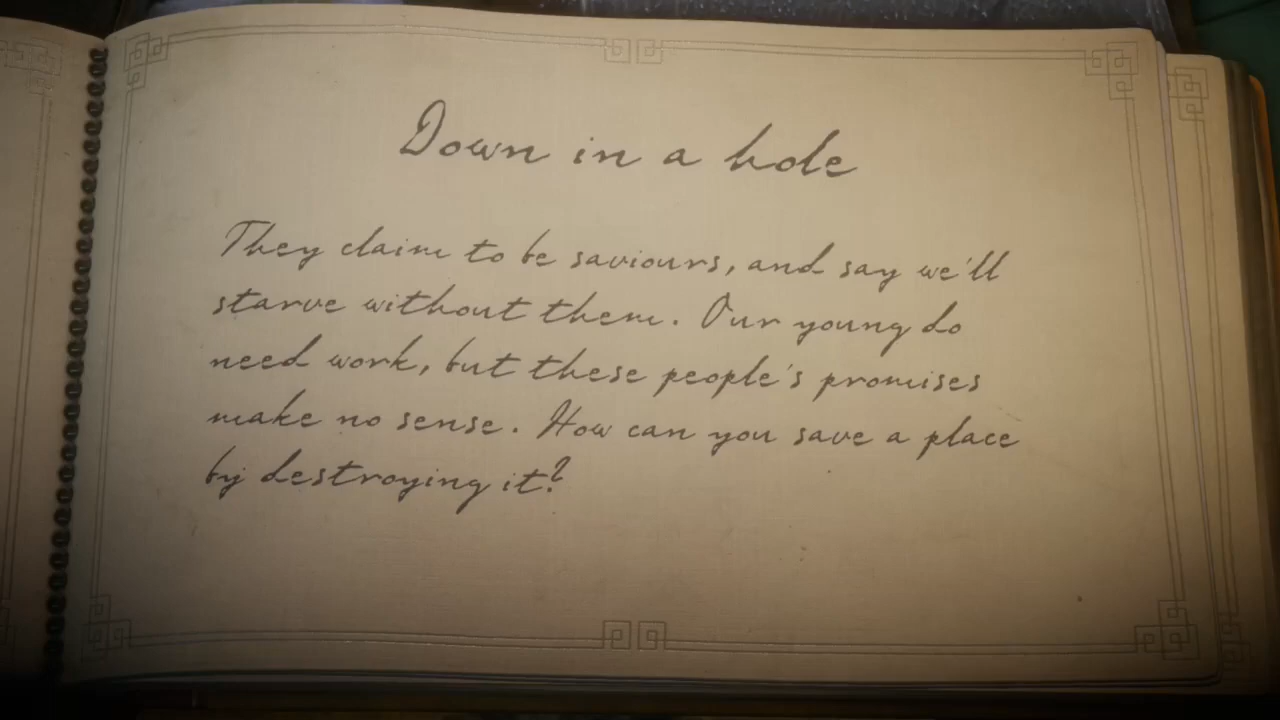 Down in a hole
They claim to be saviours, and say we'll
starve without them. Our young do
need work, but these people's promises
make no sense. How can you save a place
by destroying it?